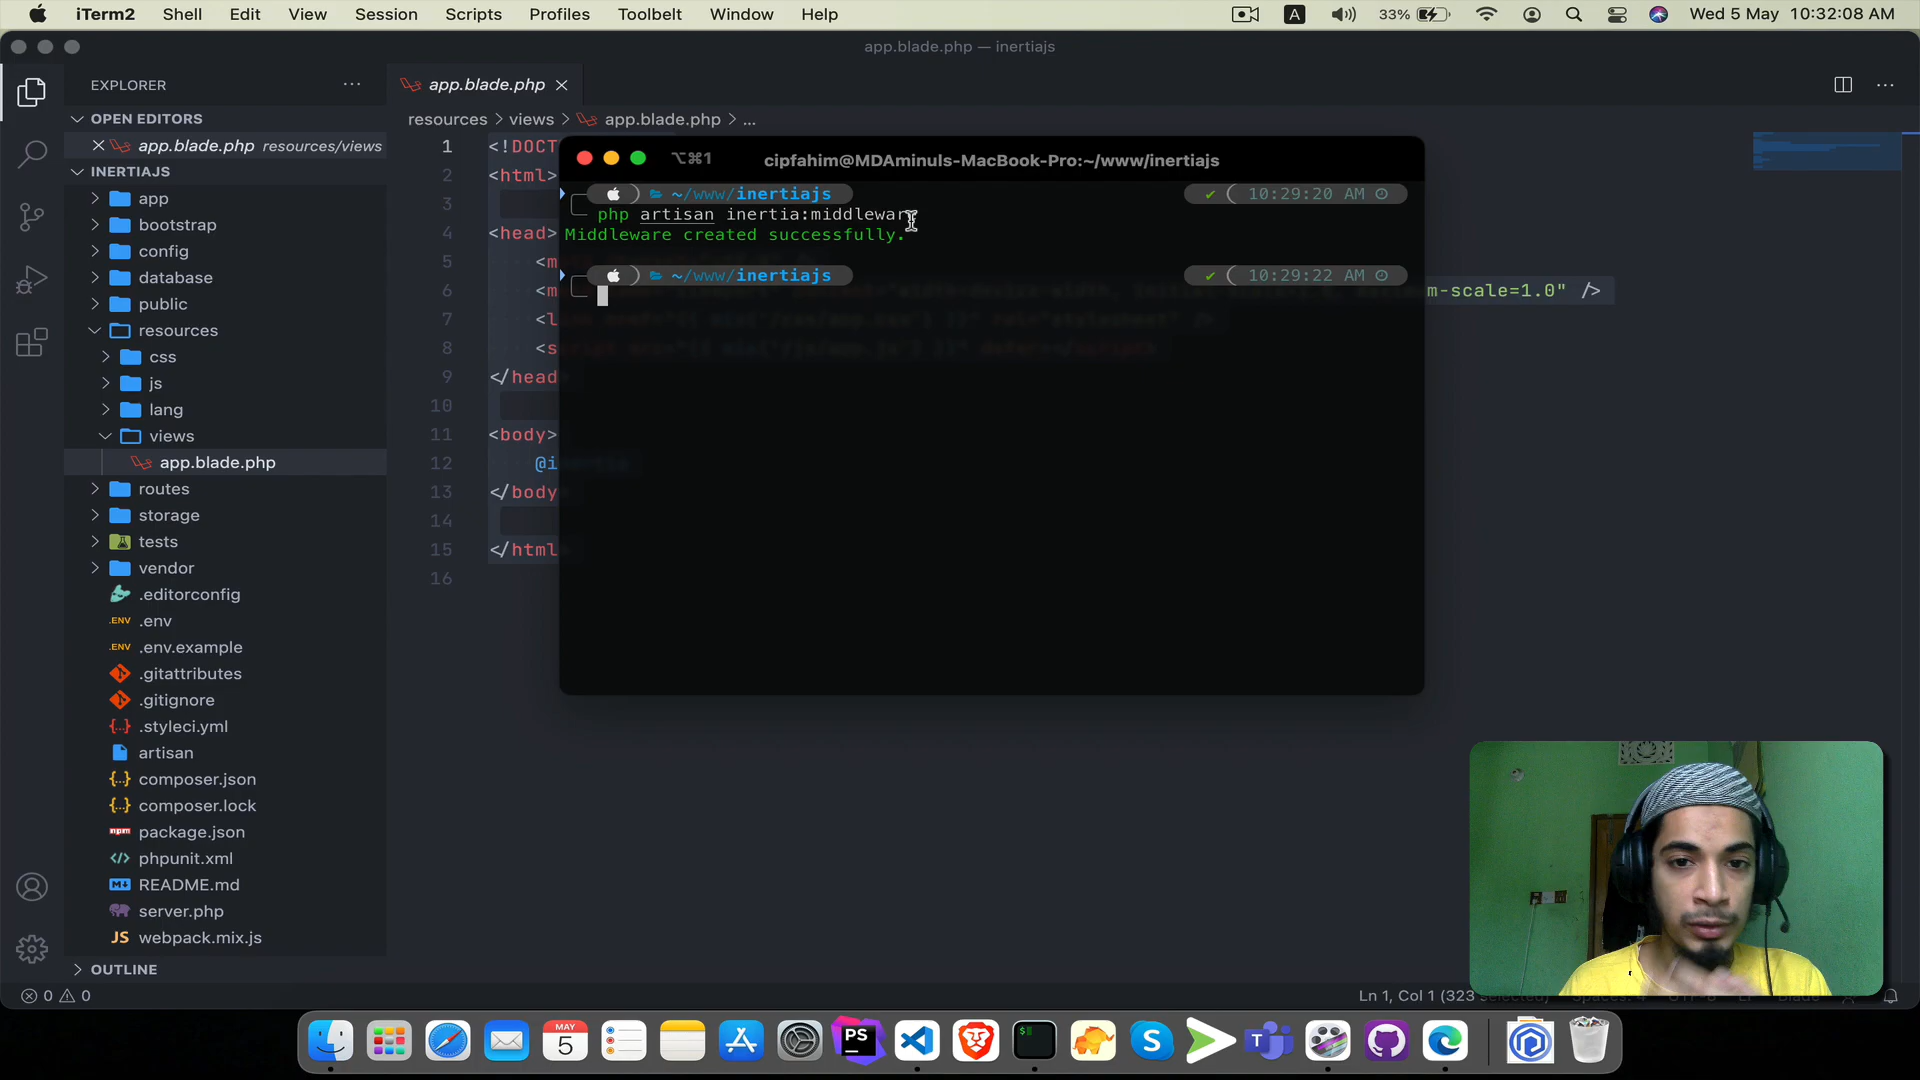 iTerm2 Shell Edit View Session Scripts Profiles Toolbelt Window Help
A 33% Wed 5 May 10:32:08 AM
app.blade.php — inertiajs
EXPLORER
app.blade.php
OPEN EDITORS
app.blade.php resources/views
INERTIAJS
app
bootstrap
config
database
public
resources
css
js
lang
views
app.blade.php
routes
storage
tests
vendor
.ENV
.editorconfig
.env
.ENV
.env.example
.gitattributes
.gitignore
.styleci.yml
artisan
composer.json
composer.lock
npm package.json
phpunit.xml
README.md
server.php
JS webpack.mix.js
OUTLINE
0 0
resources > views > app.blade.php > ...
1 <!DOCT
2 <html>
3
4 <head>
5 <m
6 <m m-scale=1.0" />
7 <l
8 <s
9 </head
10
11 <body>
12 @i
13 </body
14
15 </html
16
⌥⌘1 cipfahim@MDAminuls-MacBook-Pro:~/www/inertiajs
~/www/inertiajs ✔ 10:29:20 AM
php artisan inertia:middleware
Middleware created successfully.
~/www/inertiajs ✔ 10:29:22 AM
Ln 1, Col 1 (323 selected)
MAY
5
PS